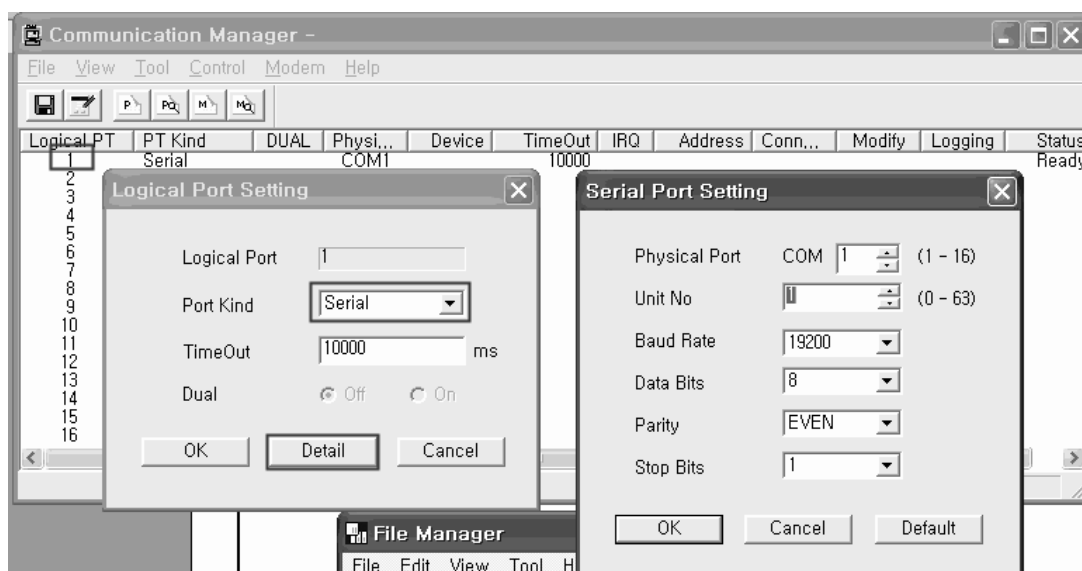 Communication Manager -
File View Tool Control Modem Help
P PQ M MQ
Logical PT PT Kind DUAL Physi... Device TimeOut IRQ Address Conn... Modify Logging Status
1 Serial COM1 10000 Ready
2
3
4
5
6
7
8
9
10
11
12
13
14
15
16
Logical Port Setting
Logical Port 1
Port Kind Serial
TimeOut 10000 ms
Dual Off On
OK Detail Cancel
Serial Port Setting
Physical Port COM 1 (1 - 16)
Unit No (0 - 63)
Baud Rate 19200
Data Bits 8
Parity EVEN
Stop Bits 1
OK Cancel Default
File Manager
File Edit View Tool H